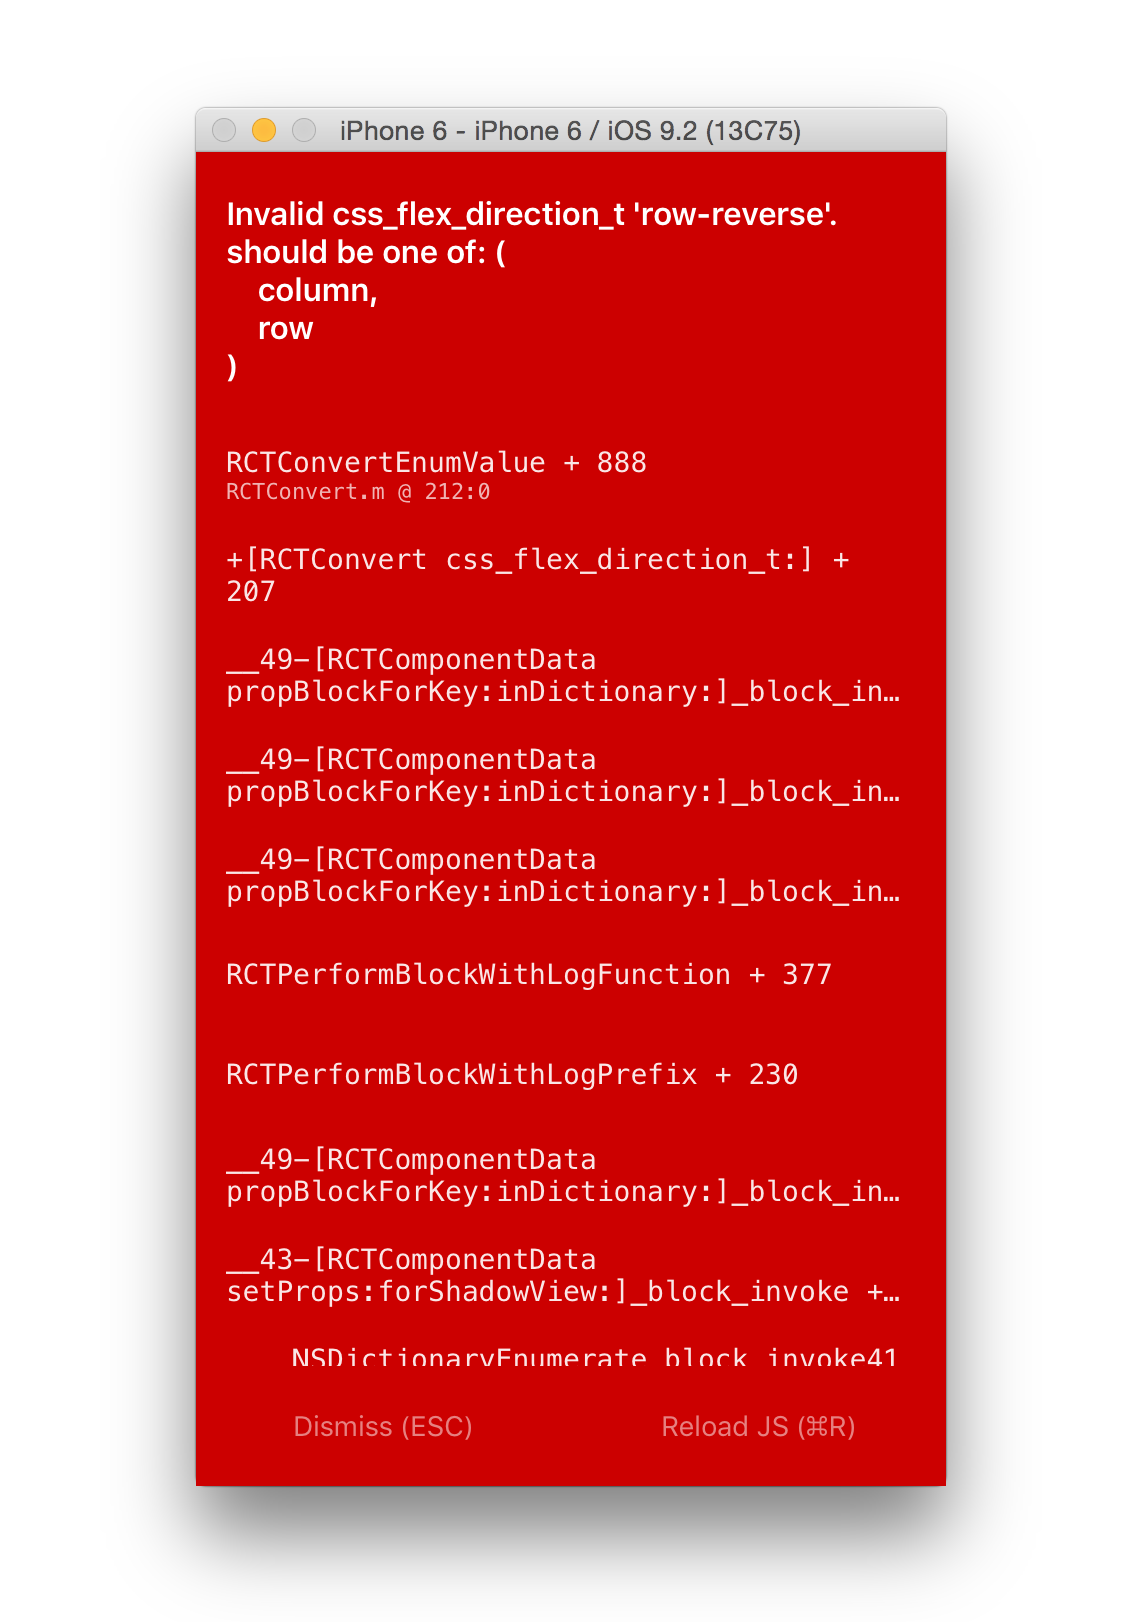 iPhone 6 - iPhone 6 / iOS 9.2 (13C75)
Invalid css_flex_direction_t 'row-reverse'.
should be one of: (
column,
row
)
RCTConvertEnumValue + 888
RCTConvert.m @ 212:0
+[RCTConvert css_flex_direction_t:] +
207
__49-[RCTComponentData
propBlockForKey:inDictionary:]_block_in…
__49-[RCTComponentData
propBlockForKey:inDictionary:]_block_in…
__49-[RCTComponentData
propBlockForKey:inDictionary:]_block_in…
RCTPerformBlockWithLogFunction + 377
RCTPerformBlockWithLogPrefix + 230
__49-[RCTComponentData
propBlockForKey:inDictionary:]_block_in…
__43-[RCTComponentData
setProps:forShadowView:]_block_invoke +…
NSDictionaryEnumerate_block_invoke41
Dismiss (ESC)
Reload JS (⌘R)